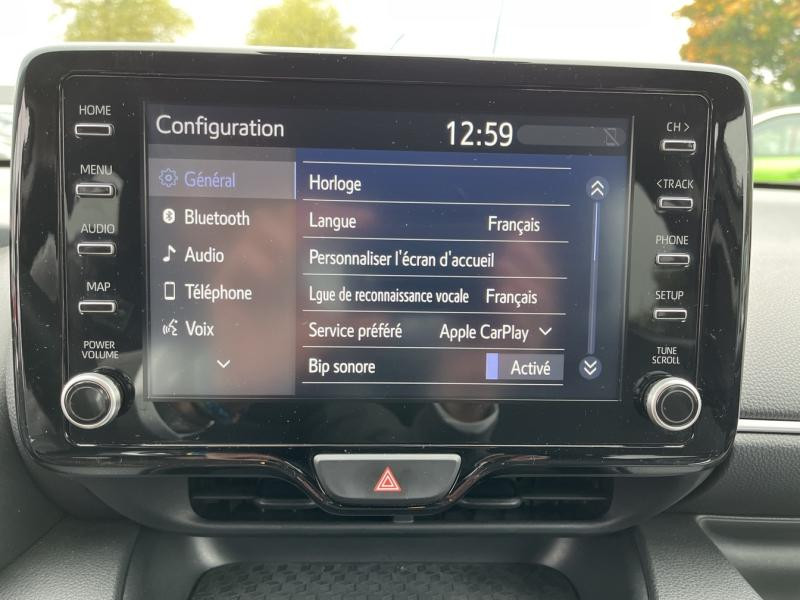 HOME
MENU
AUDIO
MAP
POWER
VOLUME
Configuration
12:59
Général
Bluetooth
Audio
Téléphone
Voix
Horloge
Langue Français
Personnaliser l'écran d'accueil
Lgue de reconnaissance vocale Français
Service préféré Apple CarPlay
Bip sonore Activé
CH >
< TRACK
PHONE
SETUP
TUNE
SCROLL